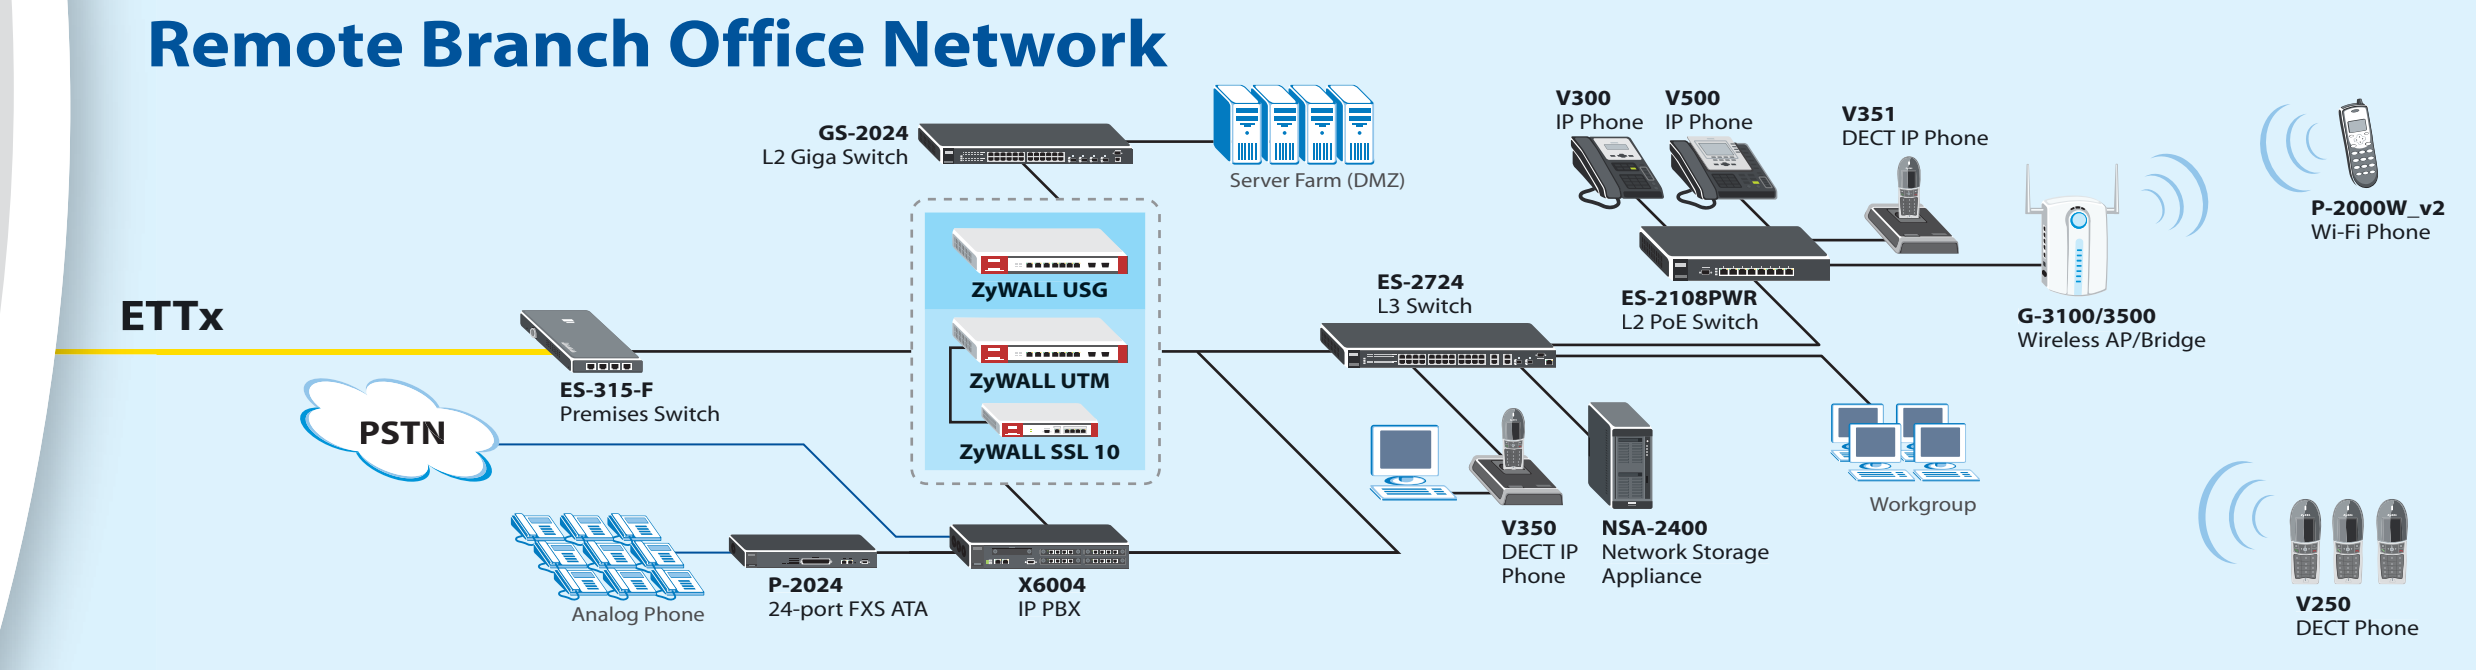 Remote Branch Office Network
GS-2024
L2 Giga Switch
Server Farm (DMZ)
V300
IP Phone
V500
IP Phone
V351
DECT IP Phone
P-2000W_v2
Wi-Fi Phone
ETTx
ES-315-F
Premises Switch
ZyWALL USG
ZyWALL UTM
ZyWALL SSL 10
ES-2724
L3 Switch
ES-2108PWR
L2 PoE Switch
G-3100/3500
Wireless AP/Bridge
PSTN
Analog Phone
P-2024
24-port FXS ATA
X6004
IP PBX
V350
DECT IP
Phone
NSA-2400
Network Storage
Appliance
Workgroup
V250
DECT Phone